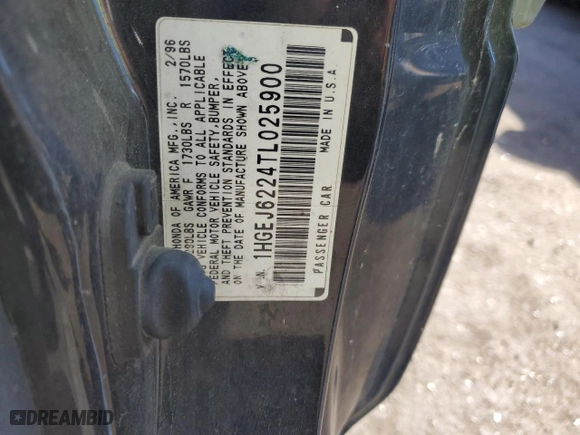 HONDA OF AMERICA MFG., INC. 2/96
LBS GAWR F 1730LBS R 1570LBS
VEHICLE CONFORMS TO ALL APPLICABLE
FEDERAL MOTOR VEHICLE SAFETY,BUMPER,
AND THEFT PREVENTION STANDARDS IN EFFECT
ON THE DATE OF MANUFACTURE SHOWN ABOVE.
1HGEJ6224TL025900
PASSENGER CAR MADE IN U.S.A
DREAMBID